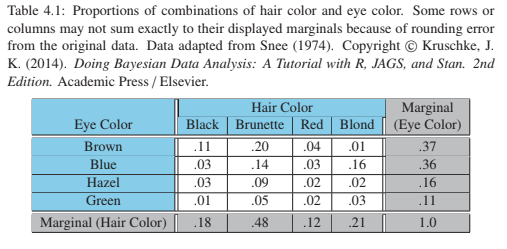 Table 4.1: Proportions of combinations of hair color and eye color. Some rows or
columns may not sum exactly to their displayed marginals because of rounding error
from the original data. Data adapted from Snee (1974). Copyright © Kruschke, J.
K. (2014). Doing Bayesian Data Analysis: A Tutorial with R, JAGS, and Stan. 2nd
Edition. Academic Press / Elsevier.
Hair Color Marginal
Eye Color Black Brunette Red Blond (Eye Color)
Brown .11 .20 .04 .01 .37
Blue .03 .14 .03 .16 .36
Hazel .03 .09 .02 .02 .16
Green .01 .05 .02 .03 .11
Marginal (Hair Color) .18 .48 .12 .21 1.0